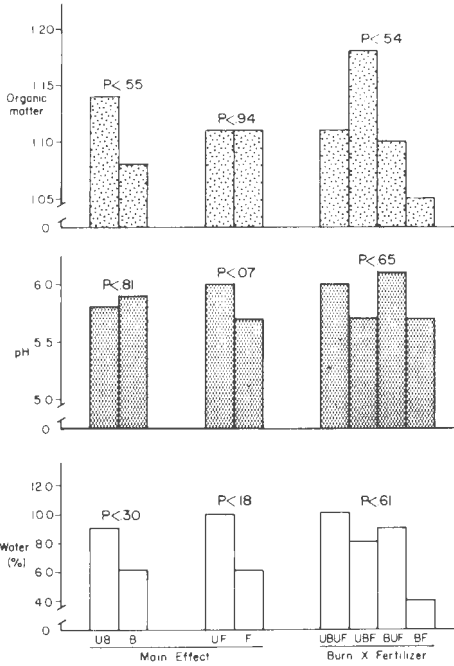 1.20
P<.55
P<.54
1.15
Organic
matter
P<.94
1.10
1.05
0
6.0
P<.81
P<.07
P<.65
5.5
pH
5.0
0
12.0
P<.30
P<.18
P<.61
10.0
Water
(%)
8.0
6.0
4.0
0
UB B UF F UBUF UBF BUF BF
Main Effect Burn X Fertilizer